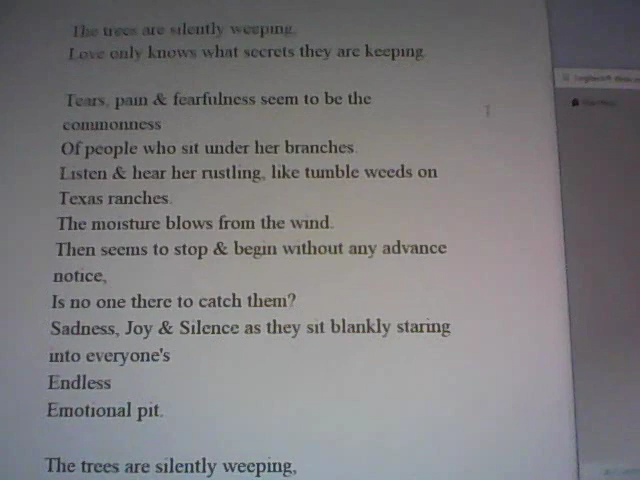 The trees are silently weeping,
Love only knows what secrets they are keeping.
Tears, pain & fearfulness seem to be the
commonness
Of people who sit under her branches.
Listen & hear her rustling, like tumble weeds on
Texas ranches.
The moisture blows from the wind.
Then seems to stop & begin without any advance
notice,
Is no one there to catch them?
Sadness, Joy & Silence as they sit blankly staring
into everyone's
Endless
Emotional pit.
The trees are silently weeping,